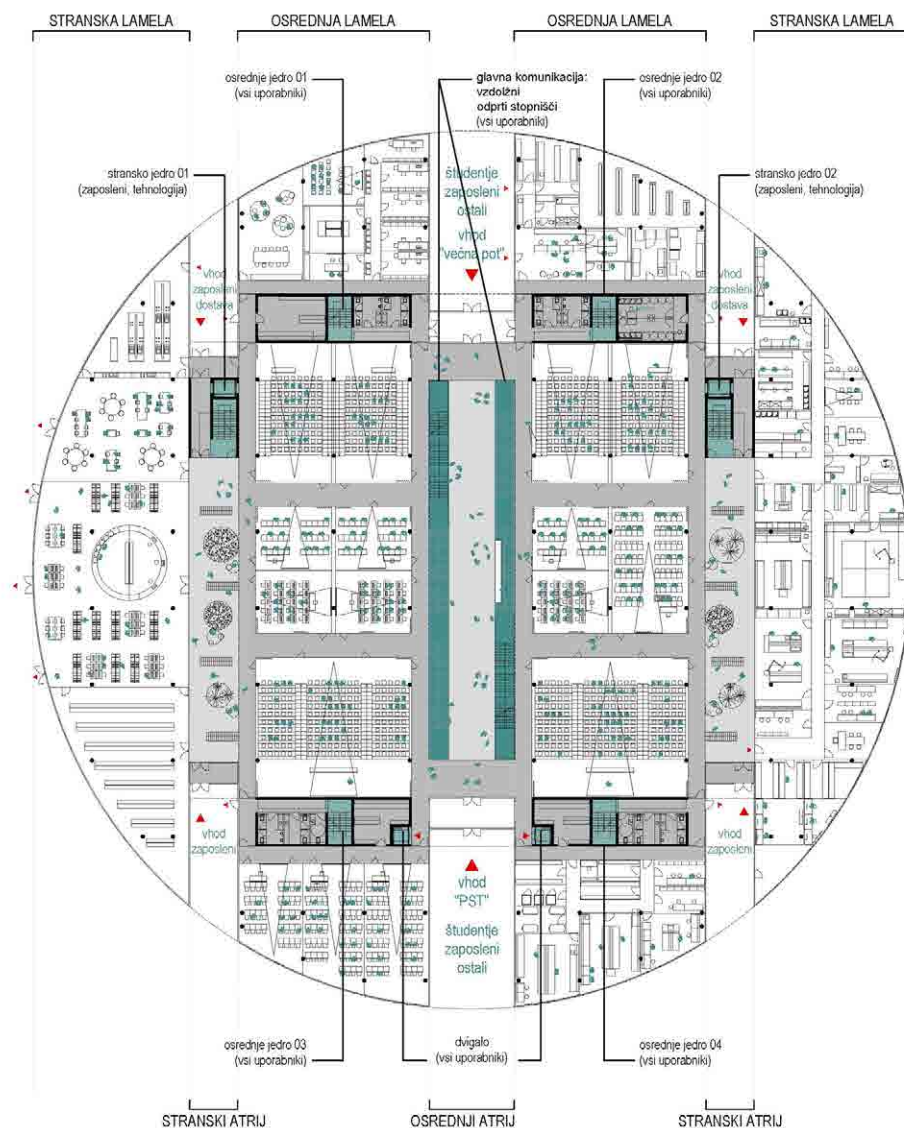 STRANSKA LAMELA
OSREDNJA LAMELA
OSREDNJA LAMELA
STRANSKA LAMELA
osrednje jedro 01
(vsi uporabniki)
glavna komunikacija:
vzdolžni
odprti stopnišči
(vsi uporabniki)
osrednje jedro 02
(vsi uporabniki)
stransko jedro 01
(zaposleni, tehnologija)
študentje
zaposleni
ostali
vhod
"večna pot"
stransko jedro 02
(zaposleni, tehnologija)
vhod
zaposleni
dostava
vhod
zaposleni
dostava
vhod
zaposleni
vhod
"PST"
študentje
zaposleni
ostali
vhod
zaposleni
osrednje jedro 03
(vsi uporabniki)
dvigalo
(vsi uporabniki)
osrednje jedro 04
(vsi uporabniki)
STRANSKI ATRIJ
OSREDNJI ATRIJ
STRANSKI ATRIJ